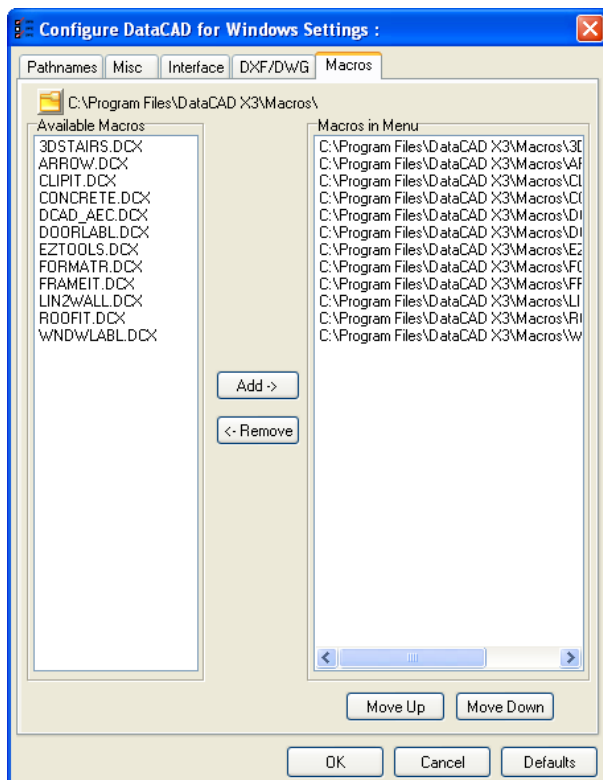 Configure DataCAD for Windows Settings :
Pathnames Misc Interface DXF/DWG Macros
C:\Program Files\DataCAD X3\Macros\
Available Macros
3DSTAIRS.DCX
ARROW.DCX
CLIPIT.DCX
CONCRETE.DCX
DCAD_AEC.DCX
DOORLABL.DCX
EZTOOLS.DCX
FORMATR.DCX
FRAMEIT.DCX
LIN2WALL.DCX
ROOFIT.DCX
WNDWLABL.DCX
Add ->
<- Remove
Macros in Menu
C:\Program Files\DataCAD X3\Macros\3D
C:\Program Files\DataCAD X3\Macros\AF
C:\Program Files\DataCAD X3\Macros\CL
C:\Program Files\DataCAD X3\Macros\CO
C:\Program Files\DataCAD X3\Macros\D
C:\Program Files\DataCAD X3\Macros\D
C:\Program Files\DataCAD X3\Macros\EZ
C:\Program Files\DataCAD X3\Macros\FO
C:\Program Files\DataCAD X3\Macros\FF
C:\Program Files\DataCAD X3\Macros\LI
C:\Program Files\DataCAD X3\Macros\R
C:\Program Files\DataCAD X3\Macros\W
Move Up Move Down
OK Cancel Defaults